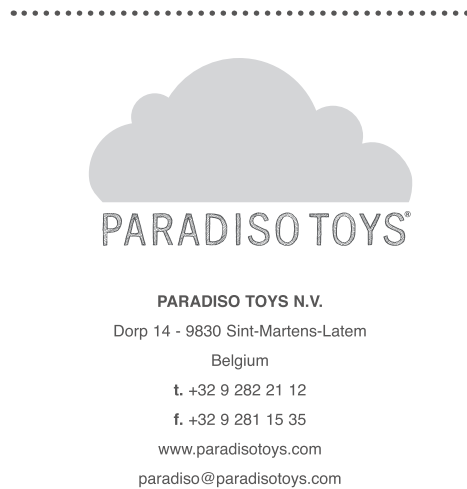 PARADISO TOYS®
PARADISO TOYS N.V.
Dorp 14 - 9830 Sint-Martens-Latem
Belgium
t. +32 9 282 21 12
f. +32 9 281 15 35
www.paradisotoys.com
paradiso@paradisotoys.com